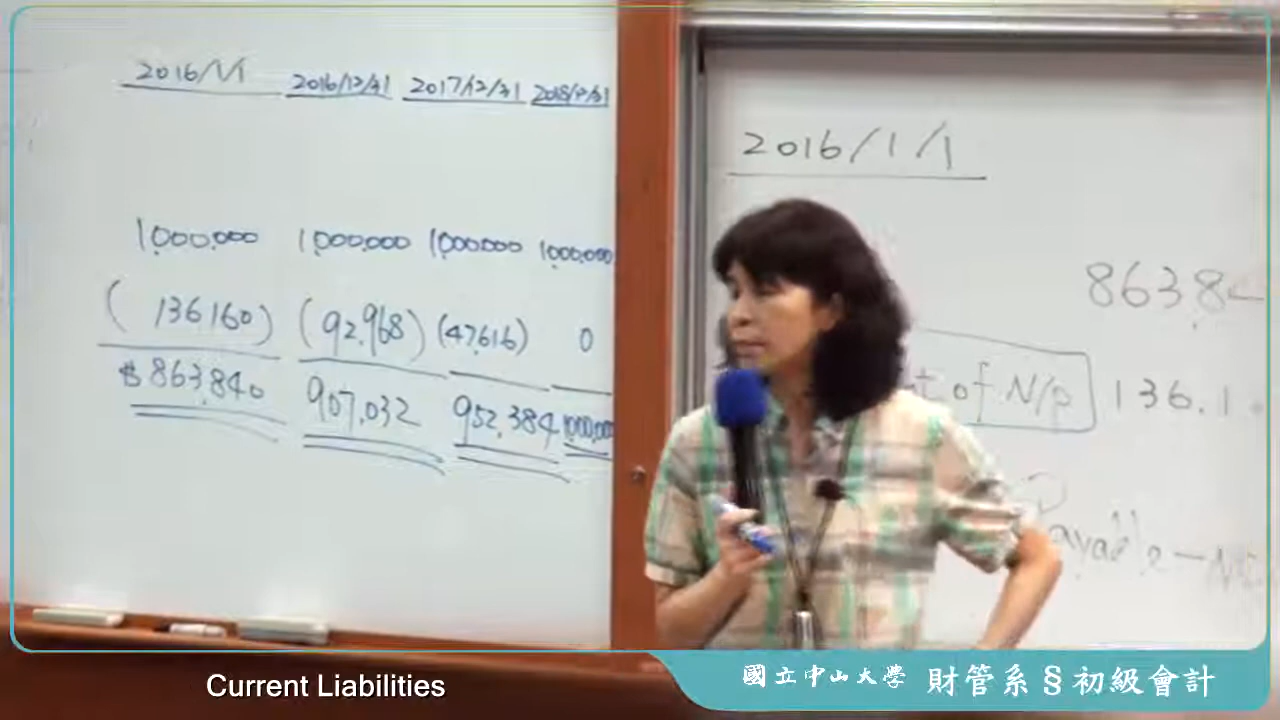 2016/1/1 2016/12/31 2017/12/31 2018/12/31
1,000,000 1,000,000 1,000,000 1,000,000
(136,160) (92,968) (47,616) 0
$863,840 907,032 952,384 1,000,000
2016/1/1
863.8
of N/p 136.1
ayable
Current Liabilities
國立中山大學 財管系§初級會計